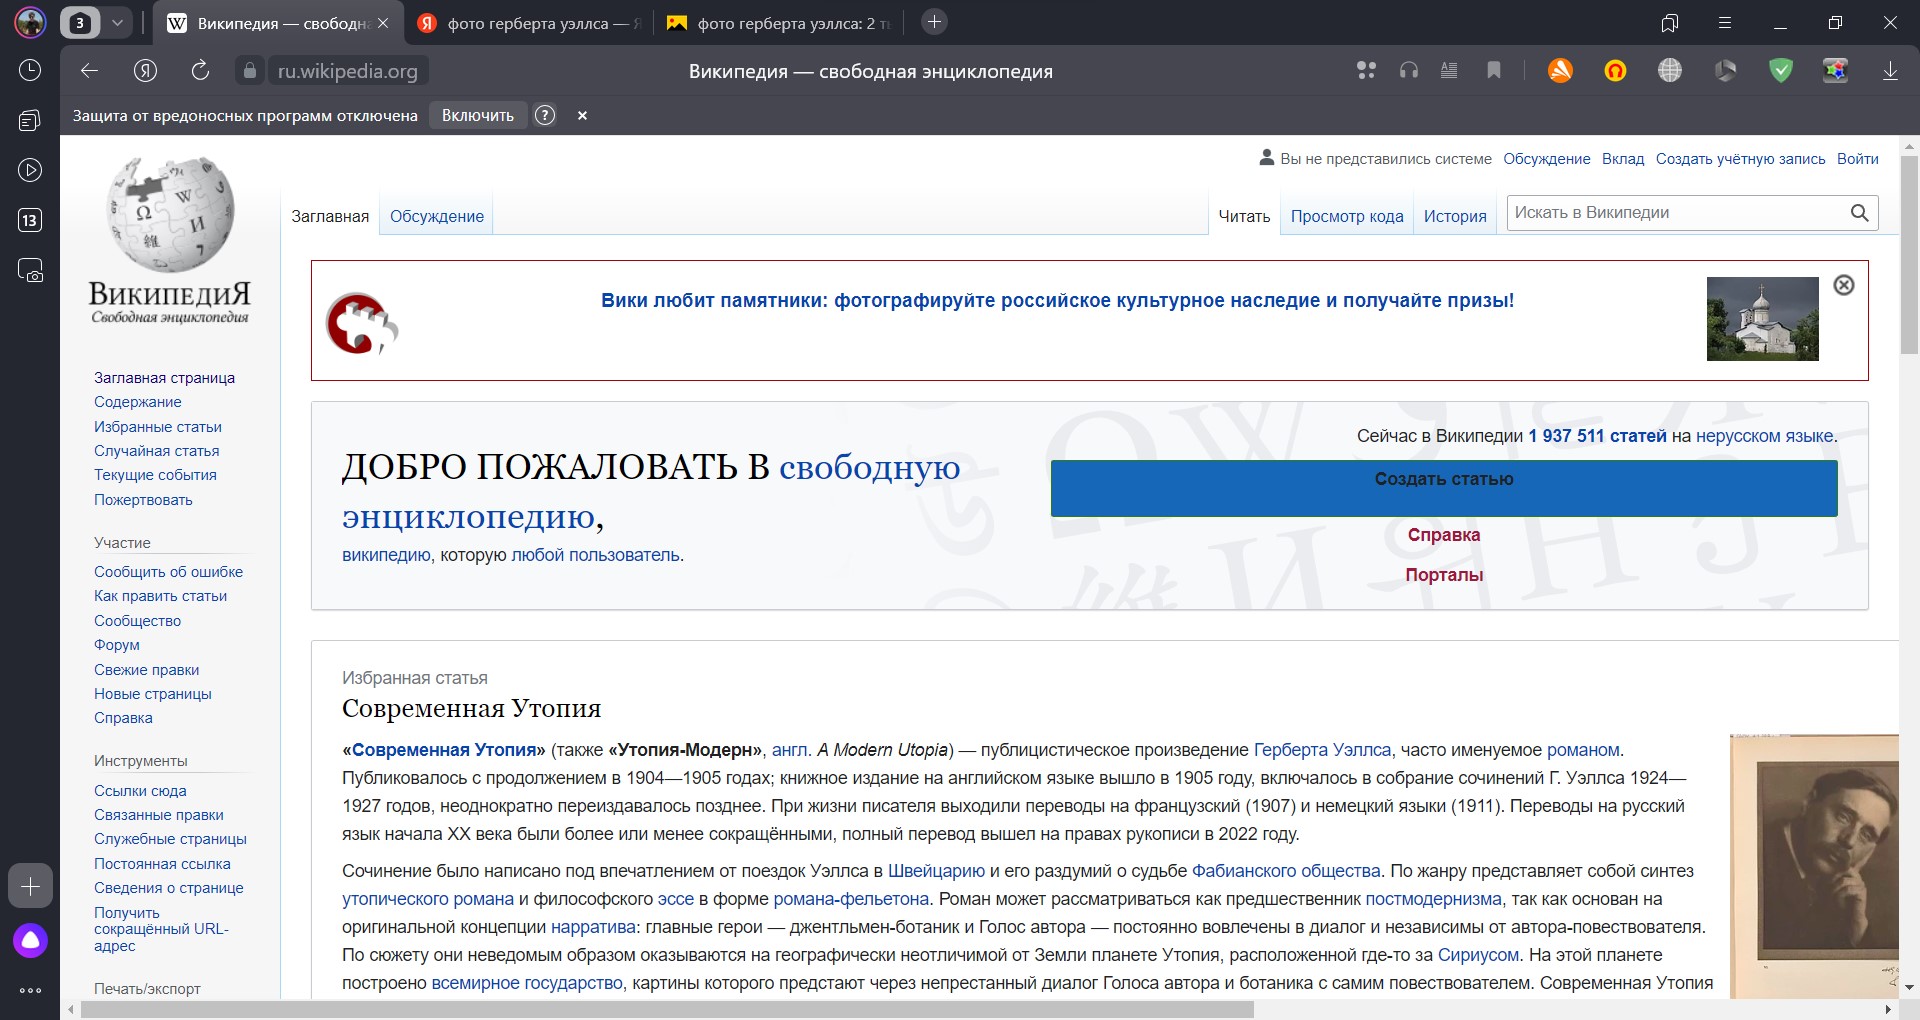 3
Википедия — свободна
фото герберта уэллса —
фото герберта уэллса: 2 т
ru.wikipedia.org
Википедия — свободная энциклопедия
Защита от вредоносных программ отключена Включить ?
13
ВикипедиЯ
Свободная энциклопедия
Вы не представились системе Обсуждение Вклад Создать учётную запись Войти
Заглавная Обсуждение Читать Просмотр кода История Искать в Википедии
Вики любит памятники: фотографируйте российское культурное наследие и получайте призы!
Заглавная страница
Содержание
Избранные статьи
Случайная статья
Текущие события
Пожертвовать
Участие
Сообщить об ошибке
Как править статьи
Сообщество
Форум
Свежие правки
Новые страницы
Справка
Инструменты
Ссылки сюда
Связанные правки
Служебные страницы
Постоянная ссылка
Сведения о странице
Получить
сокращённый URL-
адрес
Печать/экспорт
ДОБРО ПОЖАЛОВАТЬ В свободную
энциклопедию,
википедию, которую любой пользователь.
Сейчас в Википедии 1 937 511 статей на нерусском языке.
Создать статью
Справка
Порталы
Избранная статья
Современная Утопия
«Современная Утопия» (также «Утопия-Модерн», англ. A Modern Utopia) — публицистическое произведение Герберта Уэллса, часто именуемое романом.
Публиковалось с продолжением в 1904—1905 годах; книжное издание на английском языке вышло в 1905 году, включалось в собрание сочинений Г. Уэллса 1924—
1927 годов, неоднократно переиздавалось позднее. При жизни писателя выходили переводы на французский (1907) и немецкий языки (1911). Переводы на русский
язык начала XX века были более или менее сокращёнными, полный перевод вышел на правах рукописи в 2022 году.
Сочинение было написано под впечатлением от поездок Уэллса в Швейцарию и его раздумий о судьбе Фабианского общества. По жанру представляет собой синтез
утопического романа и философского эссе в форме романа-фельетона. Роман может рассматриваться как предшественник постмодернизма, так как основан на
оригинальной концепции нарратива: главные герои — джентльмен-ботаник и Голос автора — постоянно вовлечены в диалог и независимы от автора-повествователя.
По сюжету они неведомым образом оказываются на географически неотличимой от Земли планете Утопия, расположенной где-то за Сириусом. На этой планете
построено всемирное государство, картины которого предстают через непрестанный диалог Голоса автора и ботаника с самим повествователем. Современная Утопия